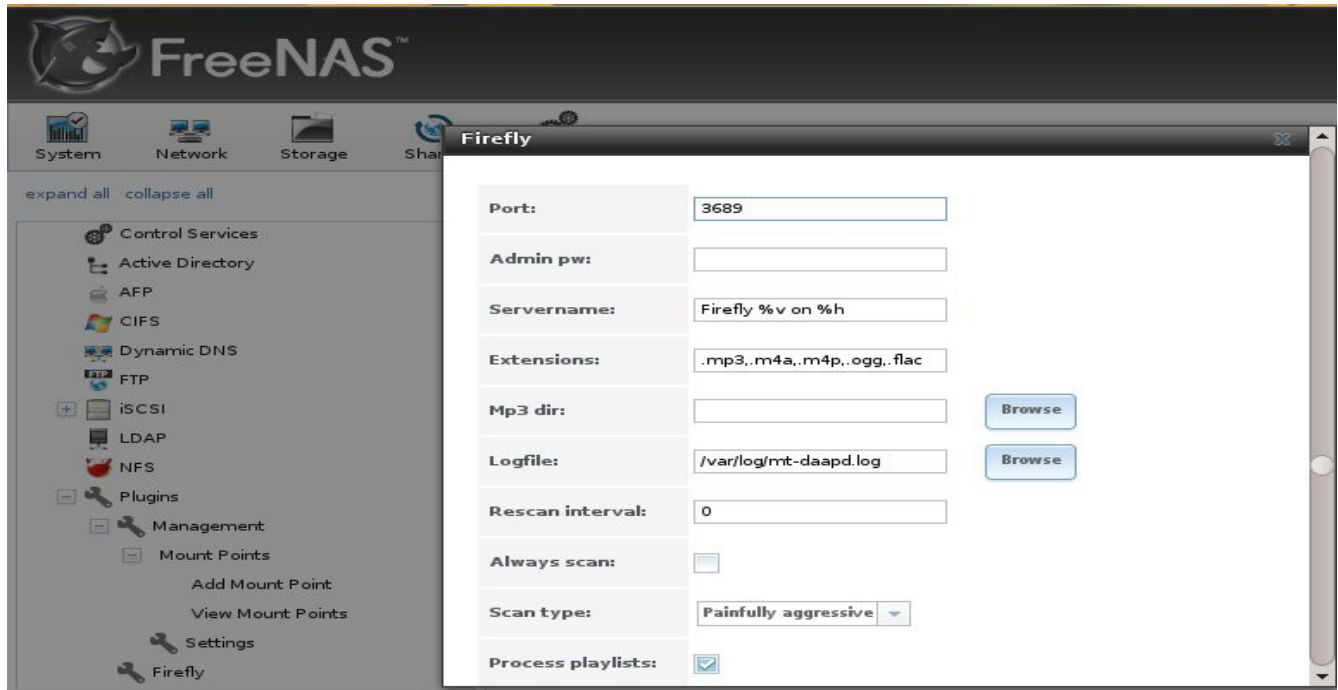 FreeNAS™
System
Network
Storage
Shar
expand all collapse all
Control Services
Active Directory
AFP
CIFS
Dynamic DNS
FTP
iSCSI
LDAP
NFS
Plugins
Management
Mount Points
Add Mount Point
View Mount Points
Settings
Firefly
Firefly
Port: 3689
Admin pw:
Servername: Firefly %v on %h
Extensions: .mp3,.m4a,.m4p,.ogg,.flac
Mp3 dir: Browse
Logfile: /var/log/mt-daapd.log Browse
Rescan interval: 0
Always scan:
Scan type: Painfully aggressive
Process playlists: